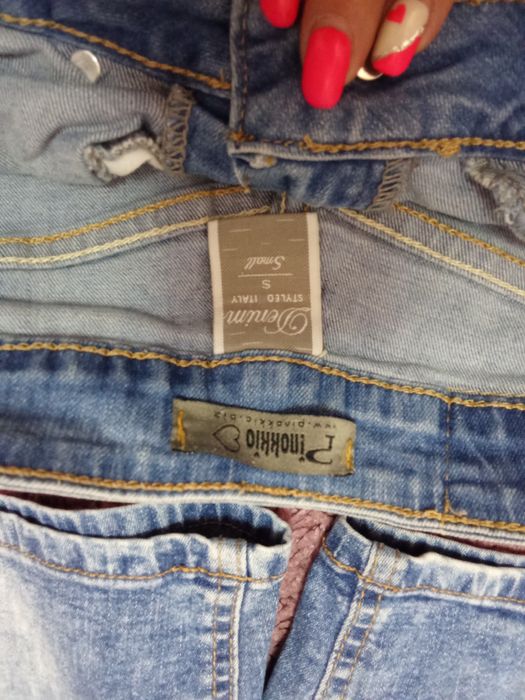 Denim
STYLED ITALY
S
Small
Pinokkio
www.pinokkio.biz